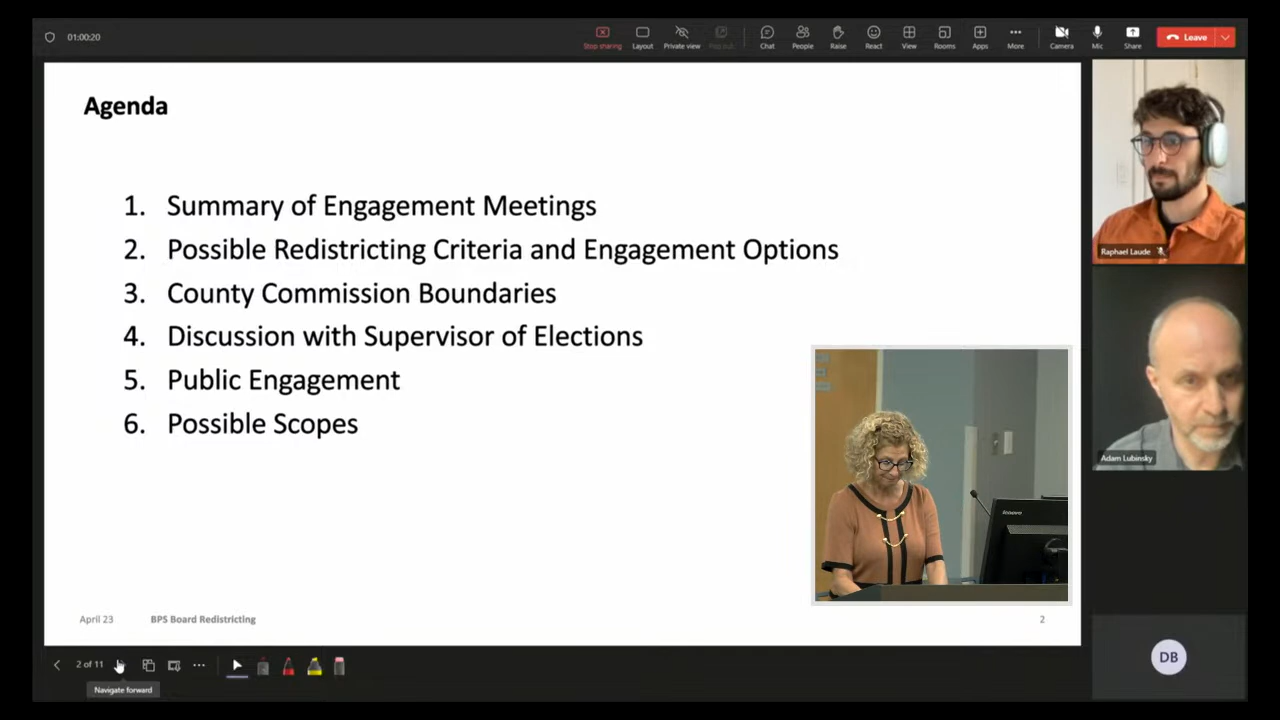 01:00:20
Stop sharing
Layout
Private view
Chat
People
Raise
React
View
Rooms
Apps
More
Camera
Mic
Share
Leave
Agenda
1. Summary of Engagement Meetings
2. Possible Redistricting Criteria and Engagement Options
3. County Commission Boundaries
4. Discussion with Supervisor of Elections
5. Public Engagement
6. Possible Scopes
Raphael Laude
Adam Lubinsky
lenovo
April 23
BPS Board Redistricting
2
DB
2 of 11
Navigate forward